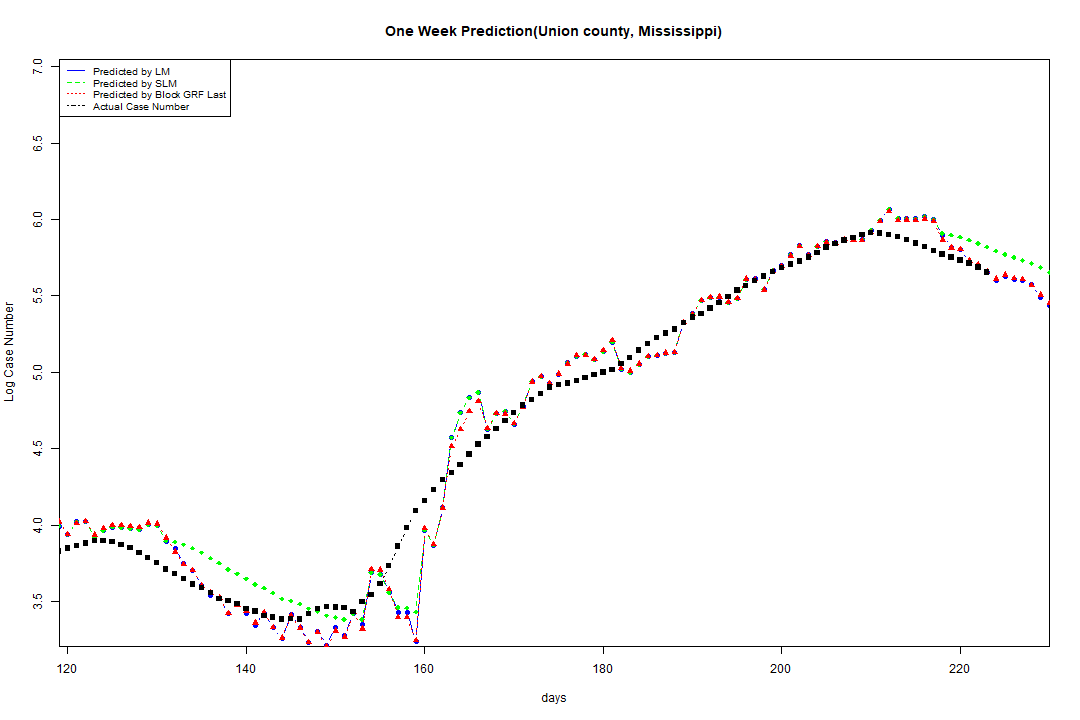 One Week Prediction(Union county, Mississippi)
Predicted by LM
Predicted by SLM
Predicted by Block GRF Last
Actual Case Number
7.0
6.5
6.0
5.5
5.0
4.5
4.0
3.5
Log Case Number
120 140 160 180 200 220
days